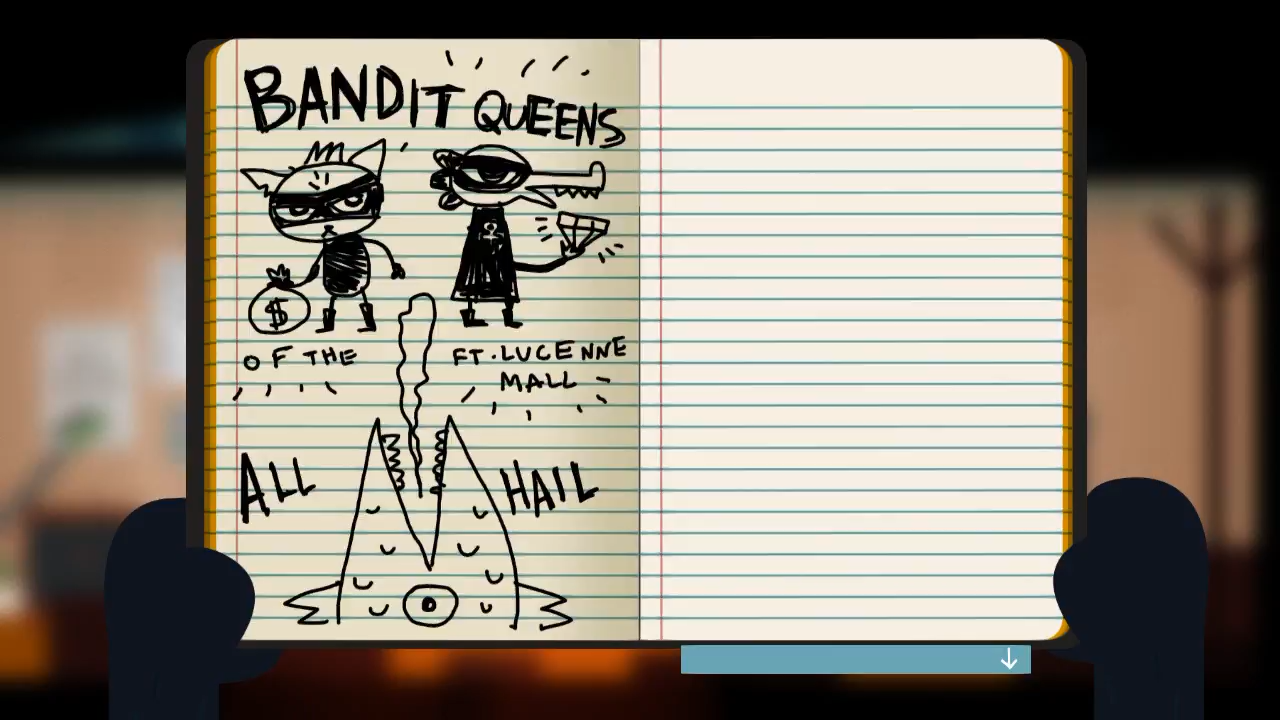 BANDIT QUEENS
$
OF THE FT. LUCENNE
MALL
ALL HAIL